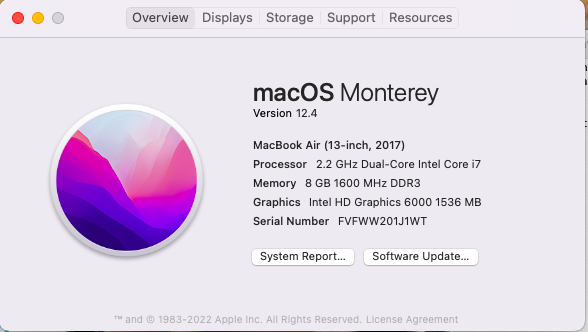 Overview Displays Storage Support Resources
macOS Monterey
Version 12.4
MacBook Air (13-inch, 2017)
Processor 2.2 GHz Dual-Core Intel Core i7
Memory 8 GB 1600 MHz DDR3
Graphics Intel HD Graphics 6000 1536 MB
Serial Number FVFWW201J1WT
System Report... Software Update...
™ and © 1983-2022 Apple Inc. All Rights Reserved. License Agreement